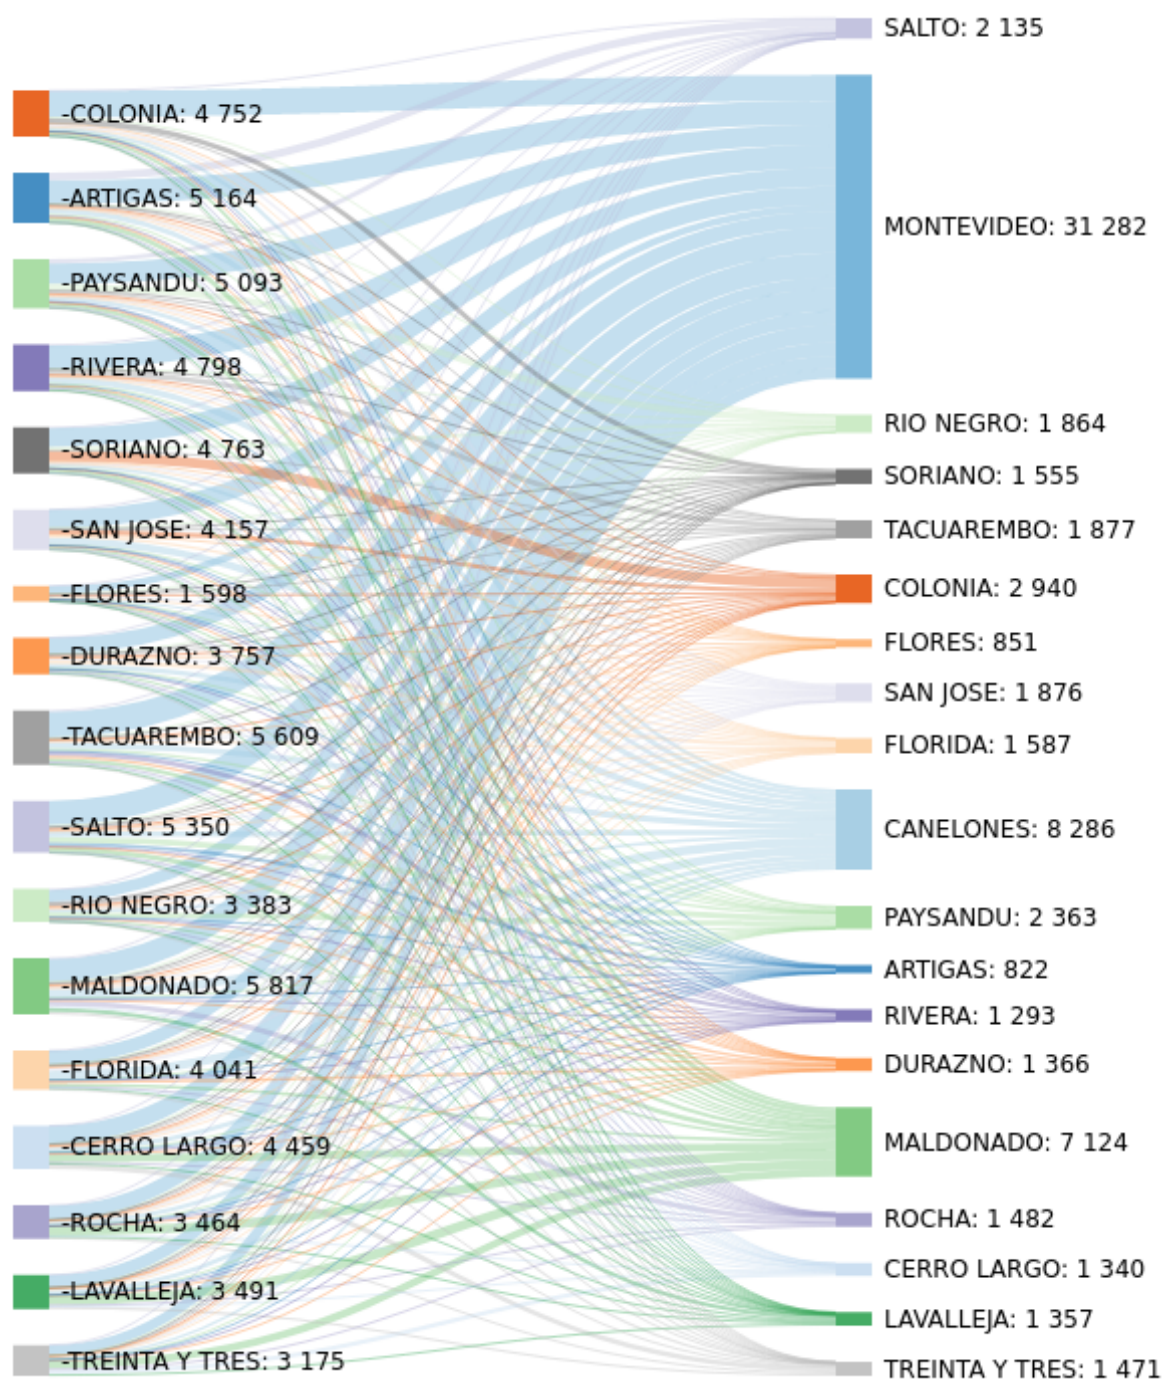 -COLONIA: 4 752
-ARTIGAS: 5 164
-PAYSANDU: 5 093
-RIVERA: 4 798
-SORIANO: 4 763
-SAN JOSE: 4 157
-FLORES: 1 598
-DURAZNO: 3 757
-TACUAREMBO: 5 609
-SALTO: 5 350
-RIO NEGRO: 3 383
-MALDONADO: 5 817
-FLORIDA: 4 041
-CERRO LARGO: 4 459
-ROCHA: 3 464
-LAVALLEJA: 3 491
-TREINTA Y TRES: 3 175
SALTO: 2 135
MONTEVIDEO: 31 282
RIO NEGRO: 1 864
SORIANO: 1 555
TACUAREMBO: 1 877
COLONIA: 2 940
FLORES: 851
SAN JOSE: 1 876
FLORIDA: 1 587
CANELONES: 8 286
PAYSANDU: 2 363
ARTIGAS: 822
RIVERA: 1 293
DURAZNO: 1 366
MALDONADO: 7 124
ROCHA: 1 482
CERRO LARGO: 1 340
LAVALLEJA: 1 357
TREINTA Y TRES: 1 471